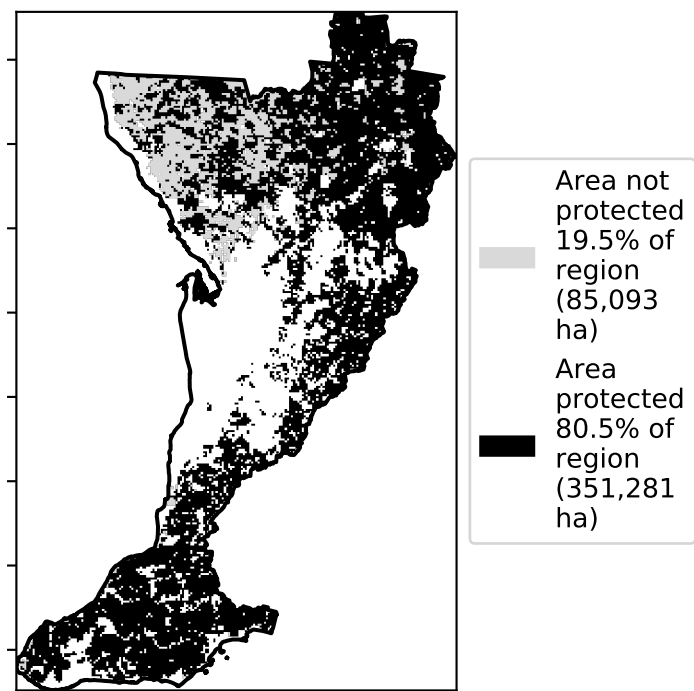 Area not
protected
19.5% of
region
(85,093
ha)
Area
protected
80.5% of
region
(351,281
ha)